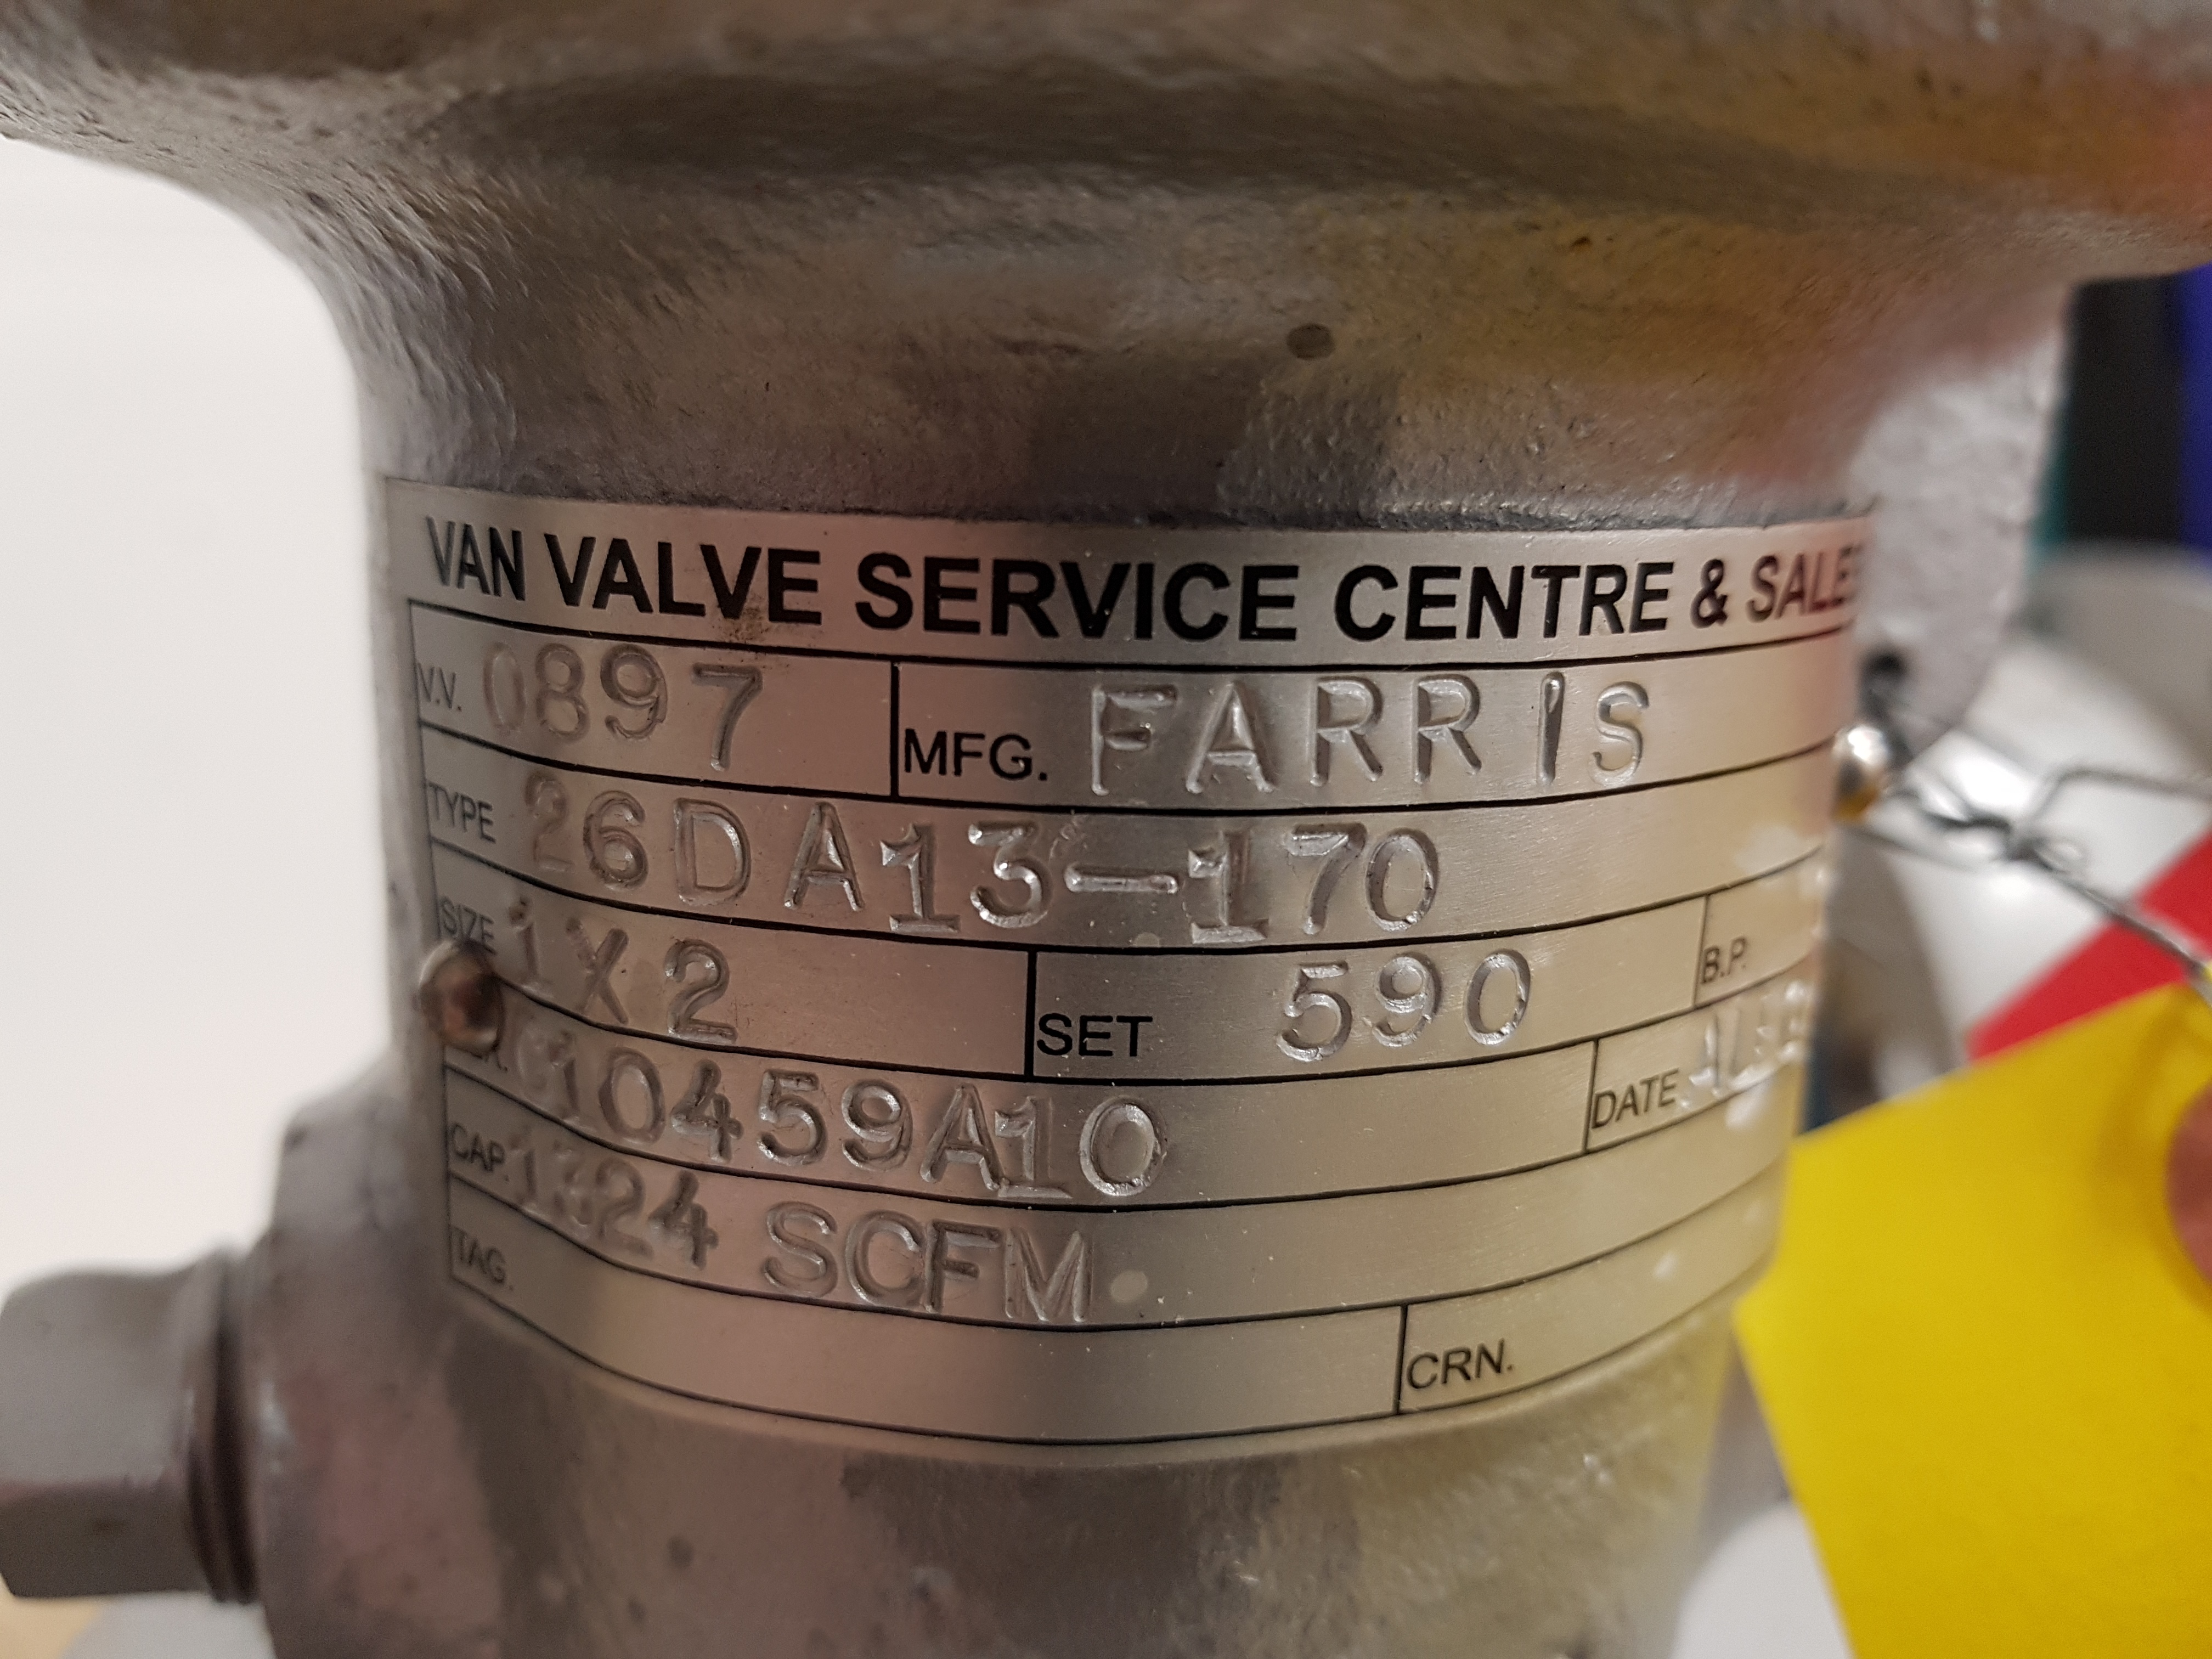 VAN VALVE SERVICE CENTRE & SALES
V.V. 0897 MFG. FARRIS
TYPE 26DA13-170
SIZE 1X2 SET 590 B.P.
10459A10 DATE
CAP. 1324 SCFM
TAG. CRN.